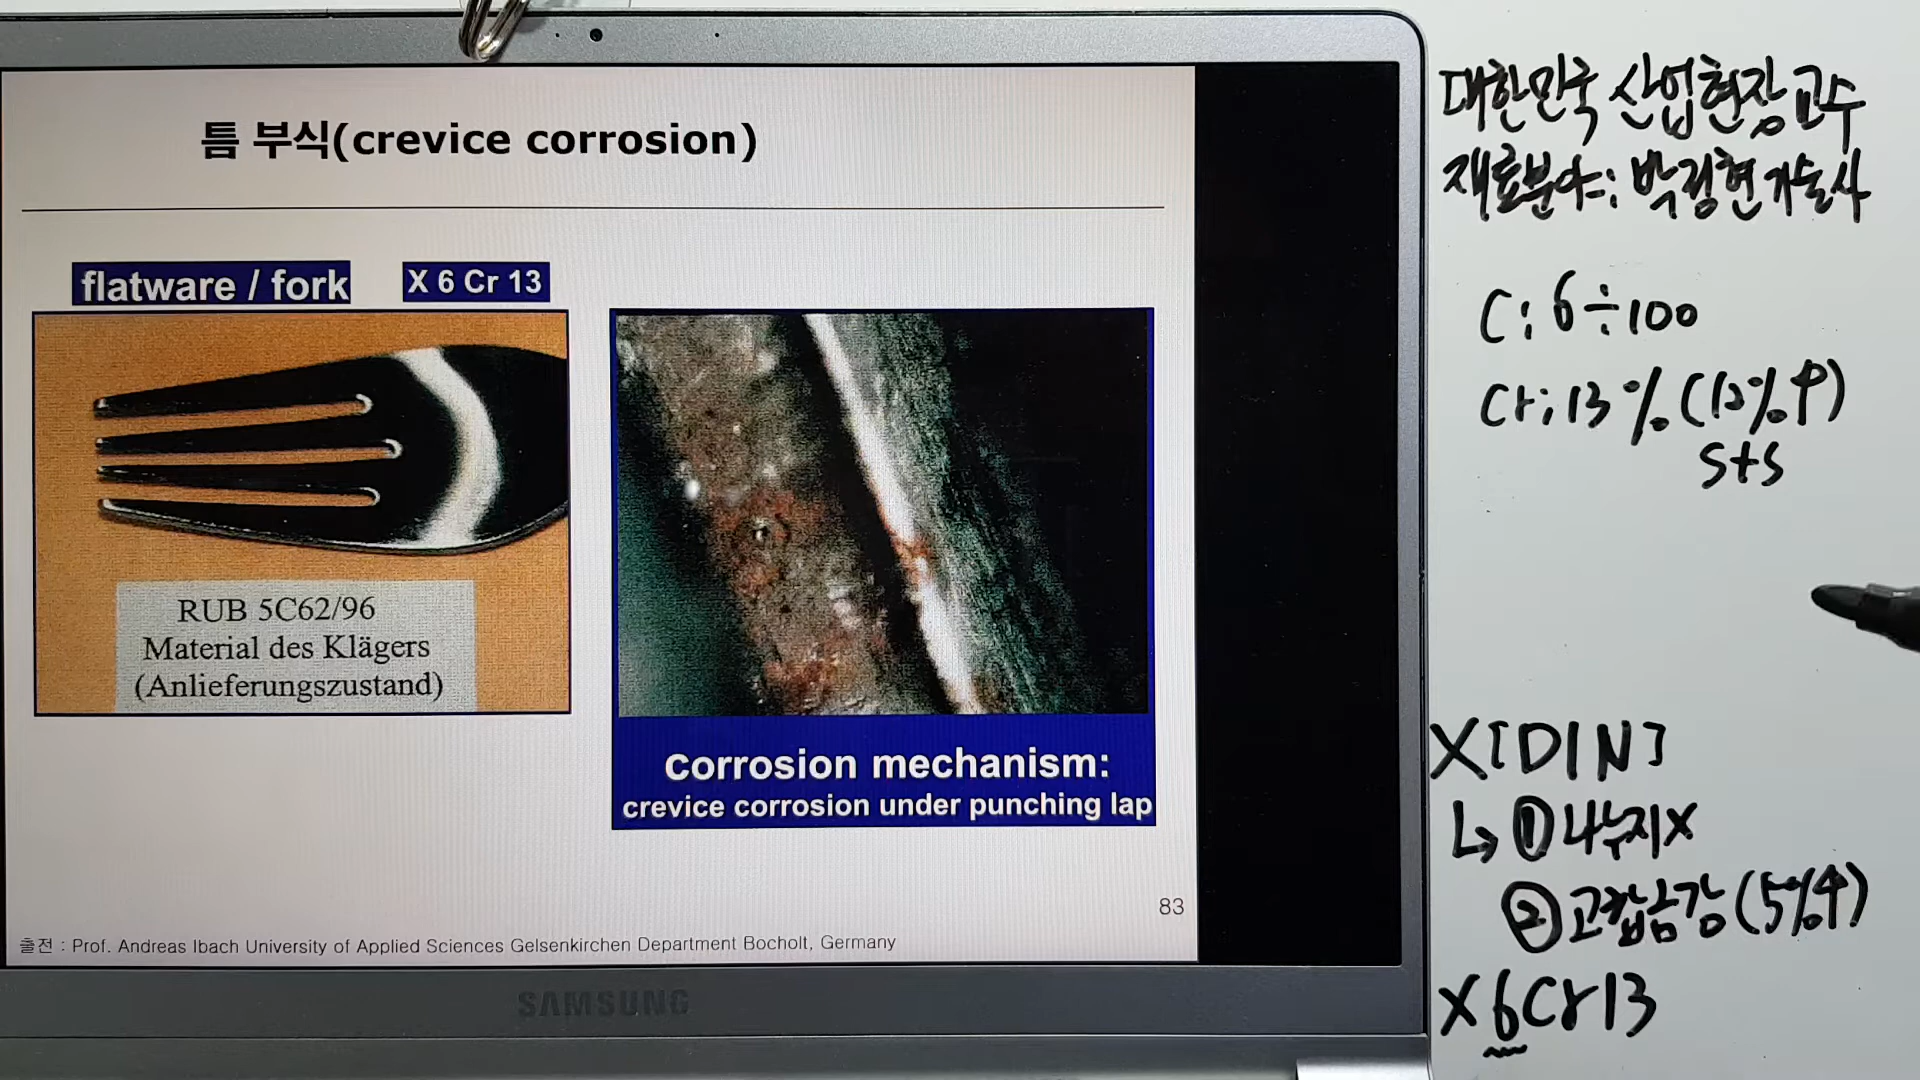 틈 부식(crevice corrosion)
flatware / fork
X 6 Cr 13
RUB 5C62/96
Material des Klägers
(Anlieferungszustand)
corrosion mechanism:
crevice corrosion under punching lap
83
출전 : Prof. Andreas Ibach University of Applied Sciences Gelsenkirchen Department Bocholt, Germany
SAMSUNG
대한민국 산업현장교수
재료분야: 박정현기술사
C: 6÷100
Cr: 13% (12%↑)
StS
X[DIN]
↳ ① 나누지X
② 고합금강(5%↑)
X6Cr13